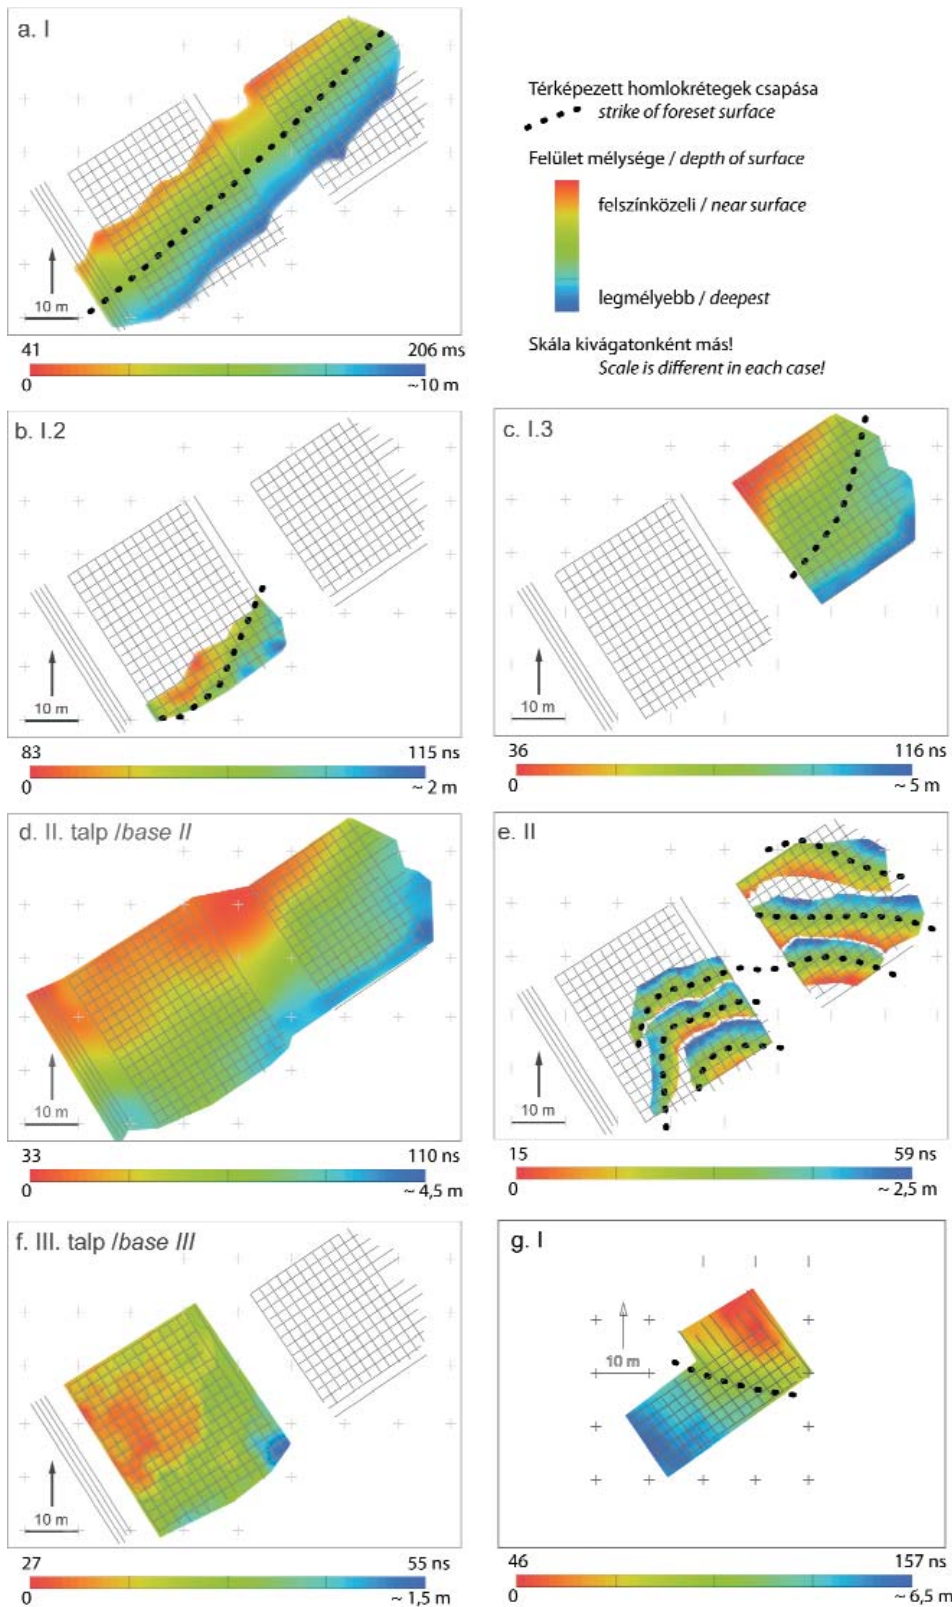 a. I
10 m
41 206 ms
0 ~10 m
Térképezett homlokrétegek csapása
strike of foreset surface
Felület mélysége / depth of surface
felszínközeli / near surface
legmélyebb / deepest
Skála kivágatonként más!
Scale is different in each case!
b. I.2
10 m
83 115 ns
0 ~ 2 m
c. I.3
10 m
36 116 ns
0 ~ 5 m
d. II. talp /base II
10 m
33 110 ns
0 ~ 4,5 m
e. II
10 m
15 59 ns
0 ~ 2,5 m
f. III. talp /base III
10 m
27 55 ns
0 ~ 1,5 m
g. I
10 m
46 157 ns
0 ~ 6,5 m